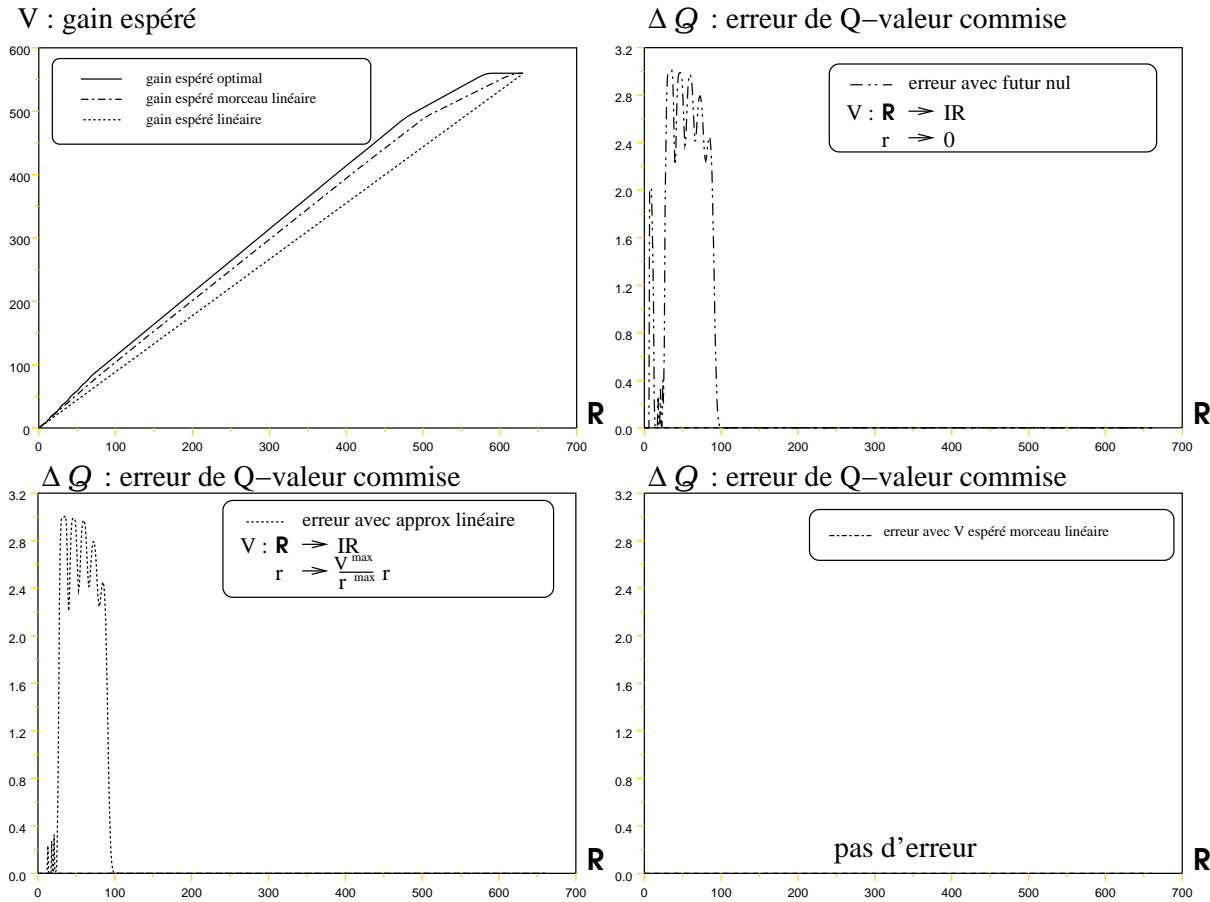 V : gain espéré
600
500
400
300
200
100
0
gain espéré optimal
gain espéré morceau linéaire
gain espéré linéaire
0 100 200 300 400 500 600 700
R
Δ Q : erreur de Q−valeur commise
3.2
2.8
2.4
2.0
1.6
1.2
0.8
0.4
0.0
erreur avec futur nul
V : R → IR
r → 0
0 100 200 300 400 500 600 700
R
Δ Q : erreur de Q−valeur commise
3.2
2.8
2.4
2.0
1.6
1.2
0.8
0.4
0.0
erreur avec approx linéaire
V : R → IR
r → V max
r max r
0 100 200 300 400 500 600 700
R
Δ Q : erreur de Q−valeur commise
3.2
2.8
2.4
2.0
1.6
1.2
0.8
0.4
0.0
erreur avec V espéré morceau linéaire
pas d'erreur
0 100 200 300 400 500 600 700
R